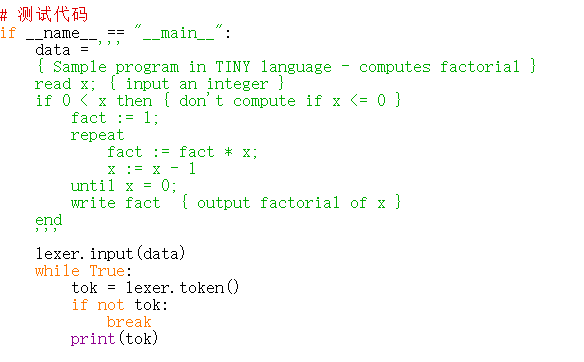 # 测试代码
if __name__ == "__main__":
    data = '''
    { Sample program in TINY language - computes factorial }
    read x; { input an integer }
    if 0 < x then { don't compute if x <= 0 }
        fact := 1;
        repeat
            fact := fact * x;
            x := x - 1
        until x = 0;
        write fact  { output factorial of x }
    end
    '''
    lexer.input(data)
    while True:
        tok = lexer.token()
        if not tok:
            break
        print(tok)